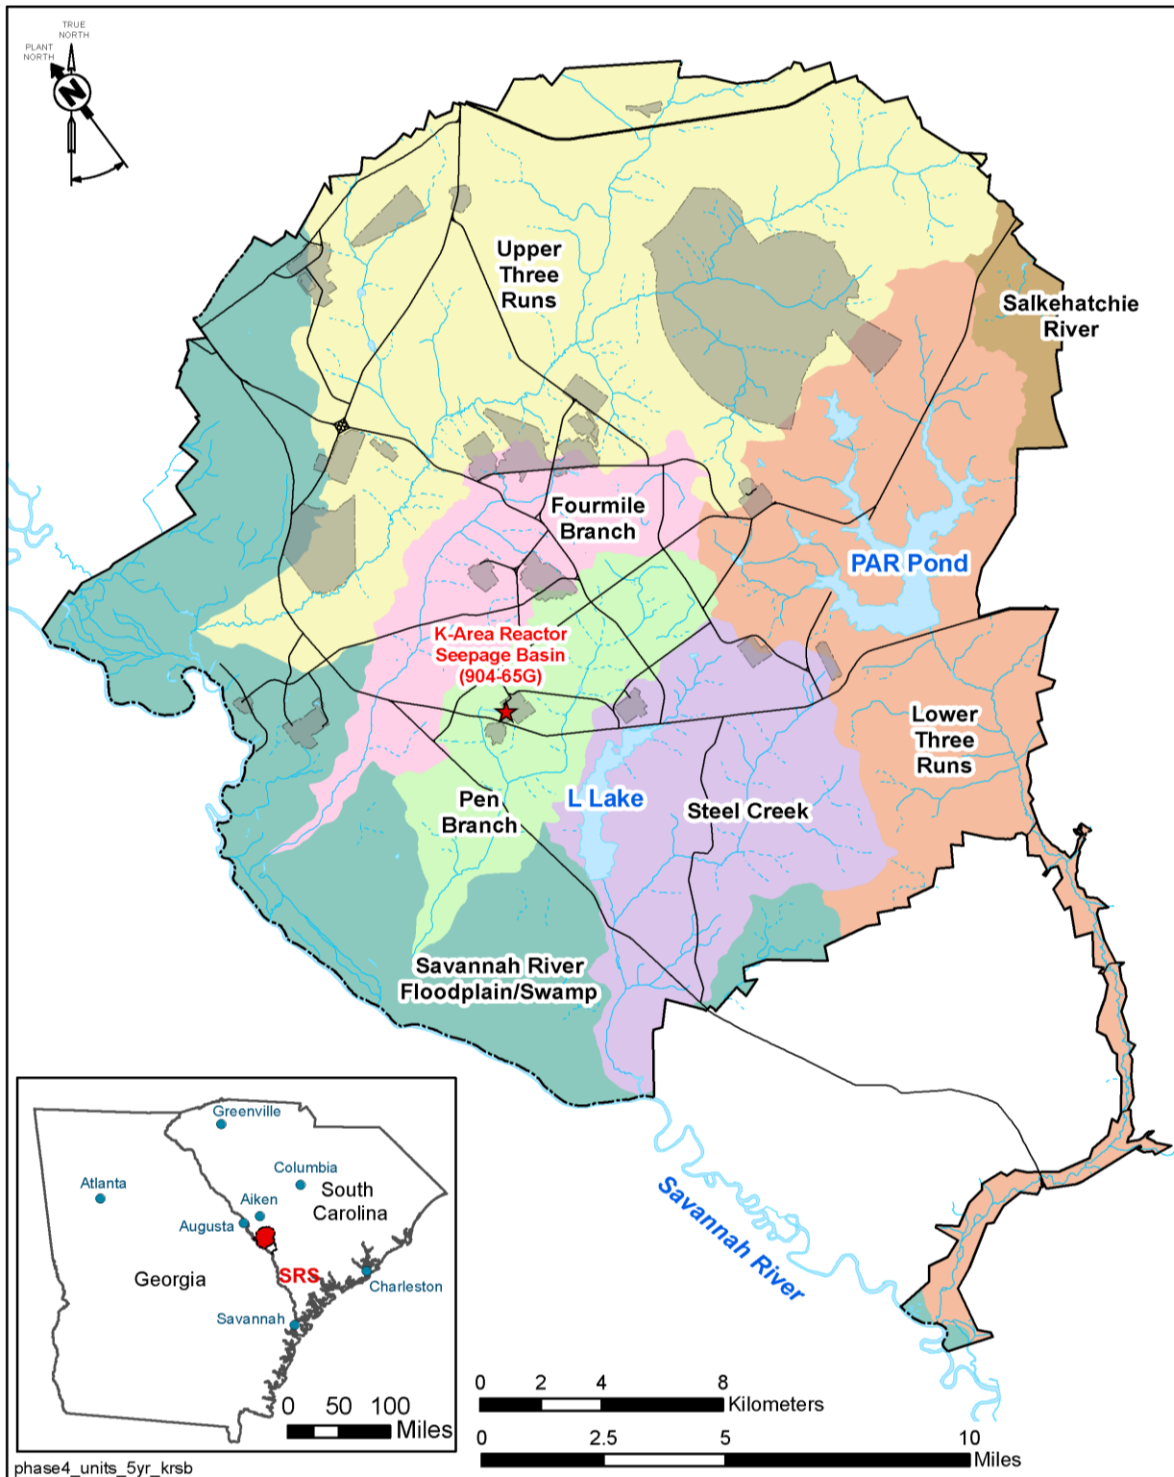 TRUE
NORTH
PLANT
NORTH
N
Upper
Three
Runs
Salkehatchie
River
Fourmile
Branch
PAR Pond
K-Area Reactor
Seepage Basin
(904-65G)
Lower
Three
Runs
Pen
Branch
L Lake
Steel Creek
Savannah River
Floodplain/Swamp
Savannah River
Greenville
Columbia
Atlanta
Aiken
South
Carolina
Augusta
Georgia
SRS
Charleston
Savannah
0 50 100
Miles
0 2 4 8
Kilometers
0 2.5 5 10
Miles
phase4_units_5yr_krsb